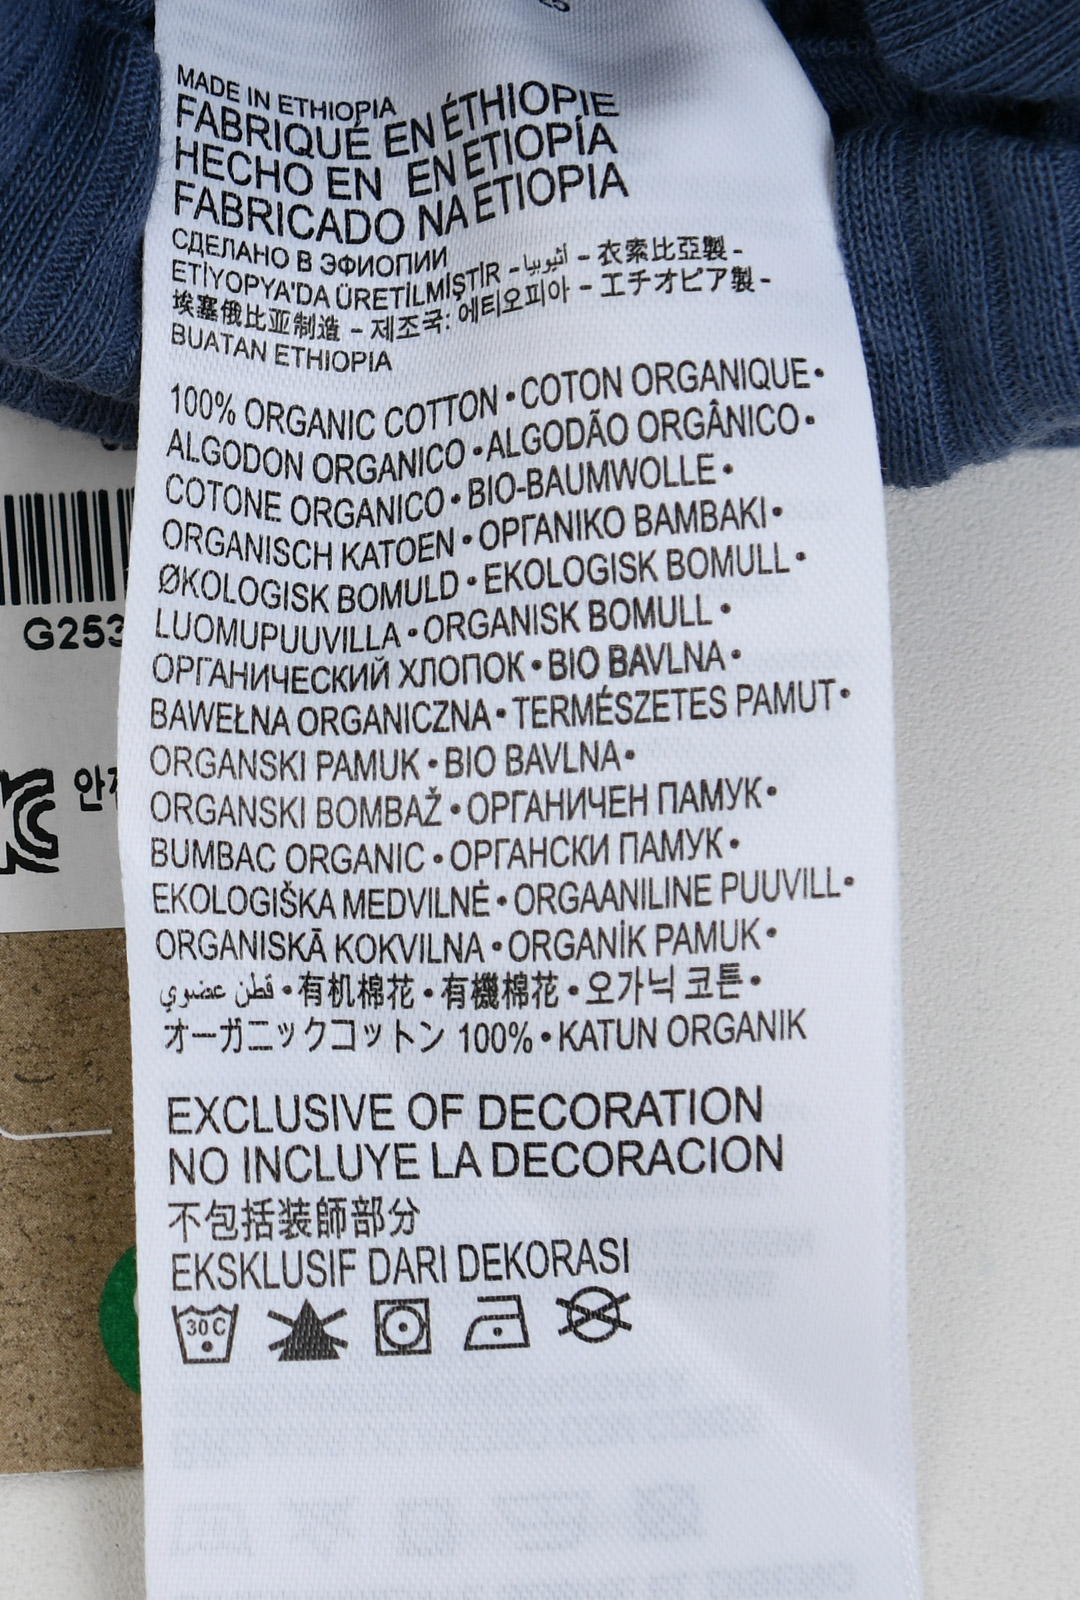 MADE IN ETHIOPIA
FABRIQUÉ EN ÉTHIOPIE
HECHO EN EN ETIOPÍA
FABRICADO NA ETIOPIA
СДЕЛАНО В ЭФИОПИИ
ETİYOPYA'DA ÜRETİLMİŞTİR - اثيوبيا - 衣索比亞製 -
埃塞俄比亚制造 - 제조국: 에티오피아 - エチオピア製 -
BUATAN ETHIOPIA
100% ORGANIC COTTON • COTON ORGANIQUE •
ALGODON ORGANICO • ALGODÃO ORGÂNICO •
COTONE ORGANICO • BIO-BAUMWOLLE •
ORGANISCH KATOEN • ΟΡΓΑΝΙΚΟ ΒΑΜΒΑΚΙ •
ØKOLOGISK BOMULD • EKOLOGISK BOMULL •
LUOMUPUUVILLA • ORGANISK BOMULL •
ОРГАНИЧЕСКИЙ ХЛОПОК • BIO BAVLNA •
BAWEŁNA ORGANICZNA • TERMÉSZETES PAMUT •
ORGANSKI PAMUK • BIO BAVLNA •
ORGANSKI BOMBAŽ • ОРГАНИЧЕН ПАМУК •
BUMBAC ORGANIC • ОРГАНСКИ ПАМУК •
EKOLOGIŠKA MEDVILNĖ • ORGAANILINE PUUVILL •
ORGANISKĀ KOKVILNA • ORGANİK PAMUK •
قطن عضوي • 有机棉花 • 有機棉花 • 오가닉 코튼 •
オーガニックコットン 100% • KATUN ORGANIK
EXCLUSIVE OF DECORATION
NO INCLUYE LA DECORACION
不包括装師部分
EKSKLUSIF DARI DEKORASI
30 C
G253
안